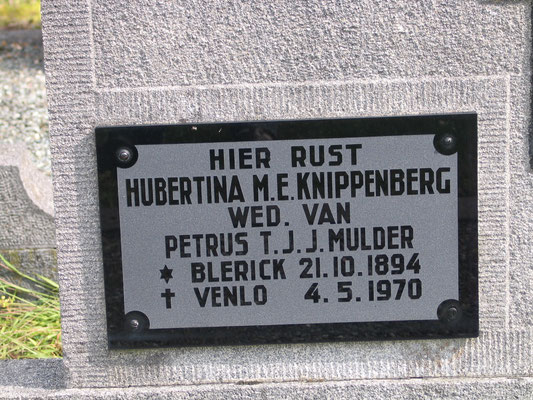 HIER RUST
HUBERTINA M.E. KNIPPENBERG
WED. VAN
PETRUS T.J.J. MULDER
✶ BLERICK 21.10.1894
† VENLO 4.5.1970